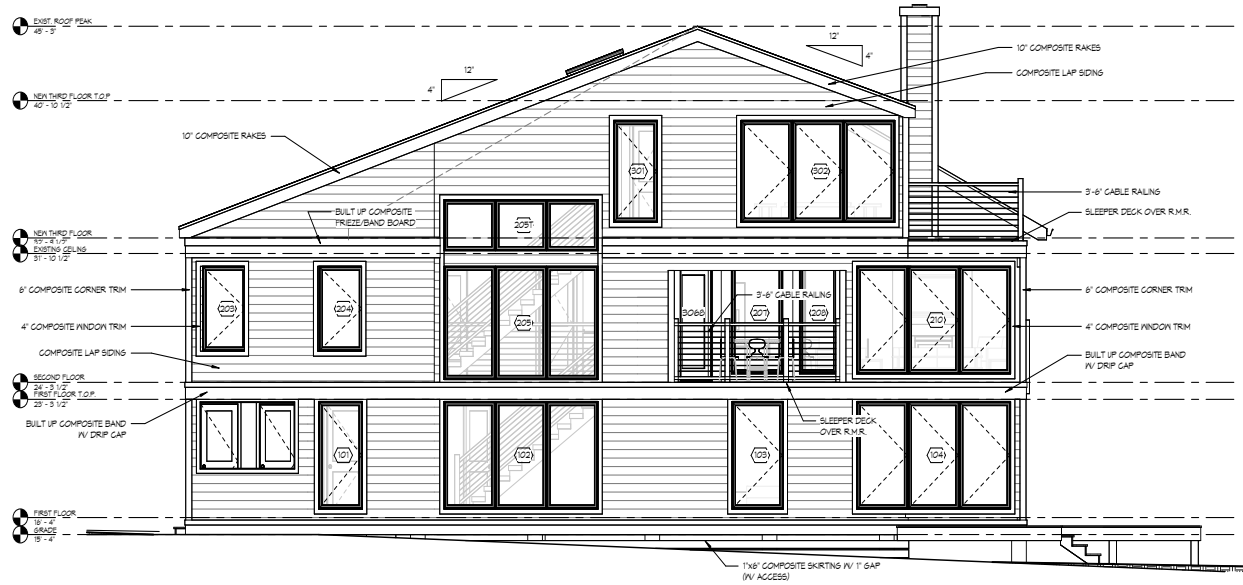 EXIST. ROOF PEAK
45' - 3"
12"
4"
12"
4"
10" COMPOSITE RAKES
COMPOSITE LAP SIDING
NEW THIRD FLOOR T.O.P
40' - 10 1/2"
10" COMPOSITE RAKES
301
302
3'-6" CABLE RAILING
SLEEPER DECK OVER R.M.R.
BUILT UP COMPOSITE
FRIEZE/BAND BOARD
205T
NEW THIRD FLOOR
EXISTING CEILING
31' - 10 1/2"
6" COMPOSITE CORNER TRIM
4" COMPOSITE WINDOW TRIM
COMPOSITE LAP SIDING
203
204
205
3068
3'-6" CABLE RAILING
207
208
210
6" COMPOSITE CORNER TRIM
4" COMPOSITE WINDOW TRIM
BUILT UP COMPOSITE BAND
W/ DRIP CAP
SECOND FLOOR
24' - 3 1/2"
FIRST FLOOR T.O.P.
23' - 3 1/2"
BUILT UP COMPOSITE BAND
W/ DRIP CAP
SLEEPER DECK
OVER R.M.R.
101
102
103
104
FIRST FLOOR
16' - 4"
GRADE
15' - 4"
1"x6" COMPOSITE SKIRTING W/ 1" GAP
(W/ ACCESS)